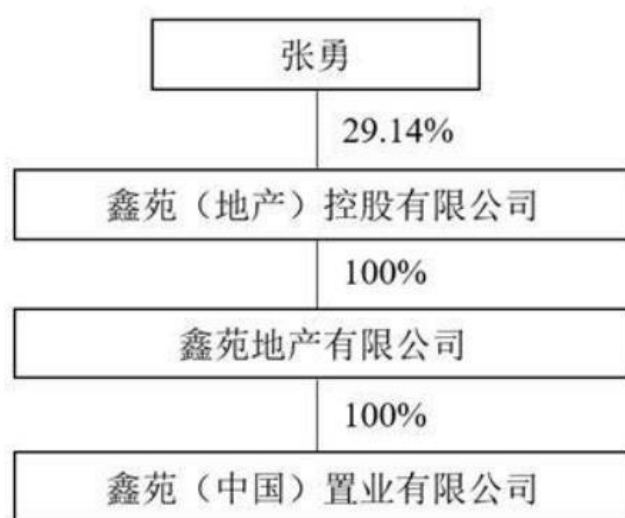 张勇
29.14%
鑫苑（地产）控股有限公司
100%
鑫苑地产有限公司
100%
鑫苑（中国）置业有限公司